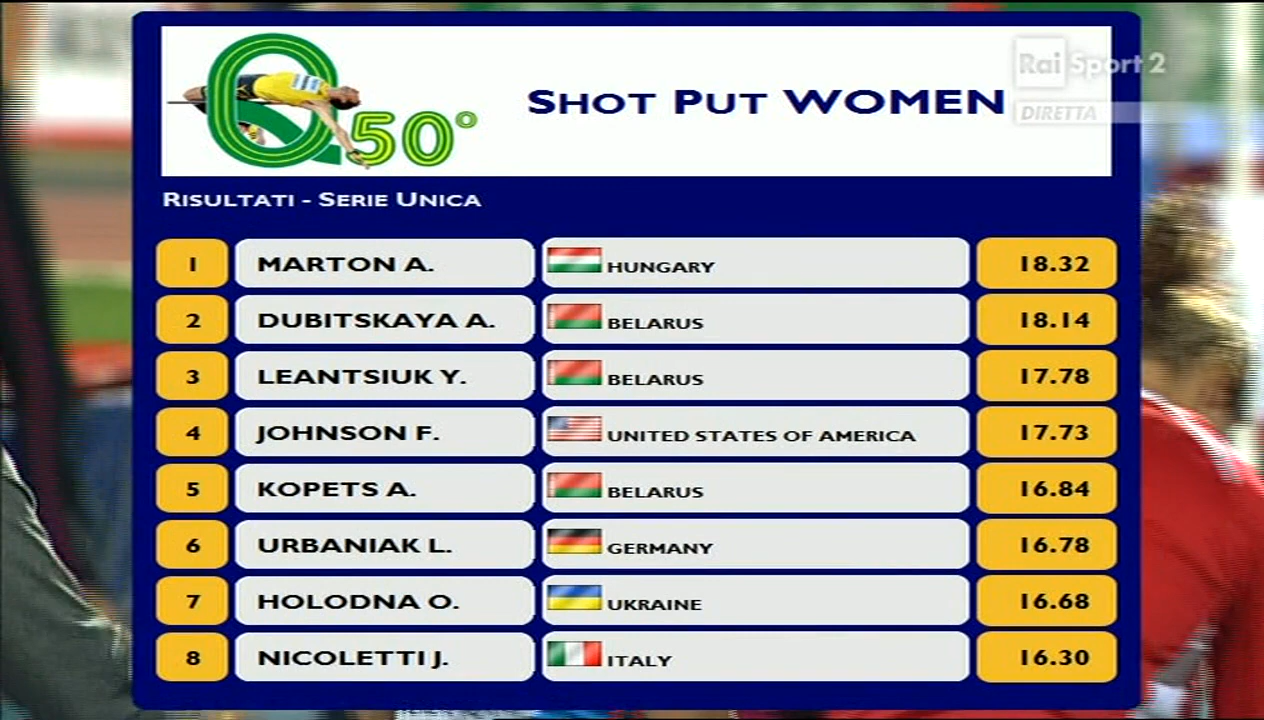 Rai Sport 2
DIRETTA
50°
SHOT PUT WOMEN
RISULTATI - SERIE UNICA
1 MARTON A. HUNGARY 18.32
2 DUBITSKAYA A. BELARUS 18.14
3 LEANTSIUK Y. BELARUS 17.78
4 JOHNSON F. UNITED STATES OF AMERICA 17.73
5 KOPETS A. BELARUS 16.84
6 URBANIAK L. GERMANY 16.78
7 HOLODNA O. UKRAINE 16.68
8 NICOLETTI J. ITALY 16.30